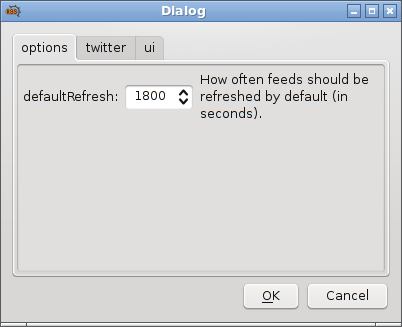 Dialog
options twitter ui
defaultRefresh: 1800 How often feeds should be
refreshed by default (in
seconds).
OK Cancel